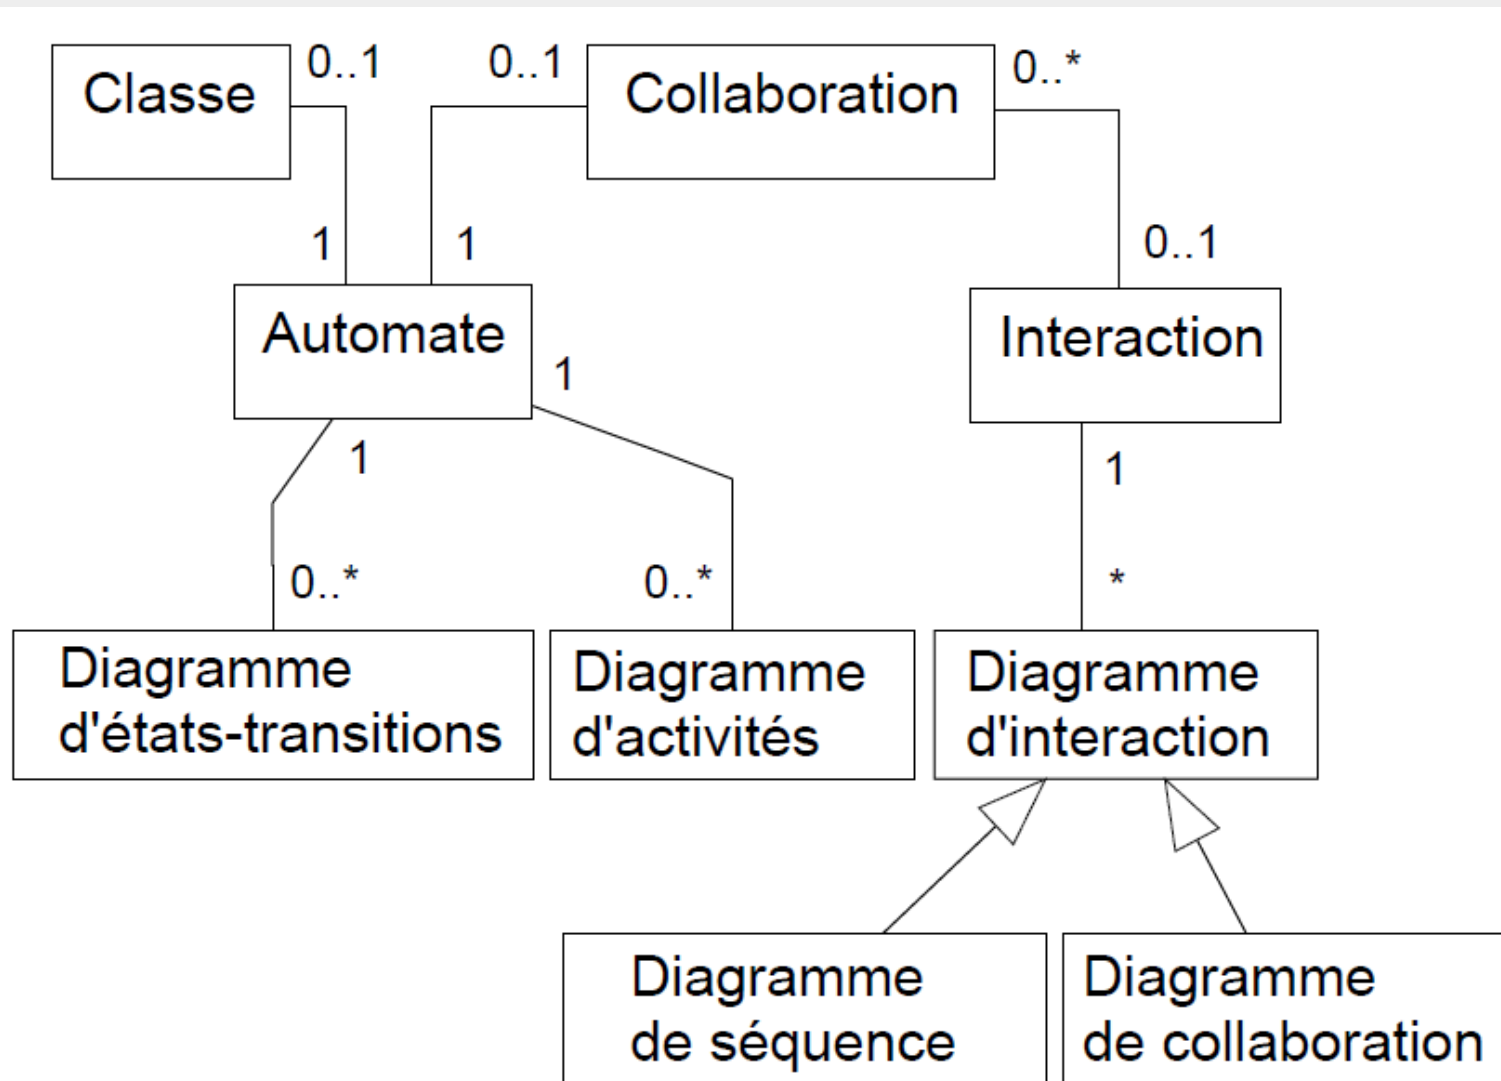 Classe
0..1
0..1
Collaboration
0..*
1
1
0..1
Automate
1
Interaction
1
1
0..*
0..*
*
Diagramme
d'états-transitions
Diagramme
d'activités
Diagramme
d'interaction
Diagramme
de séquence
Diagramme
de collaboration